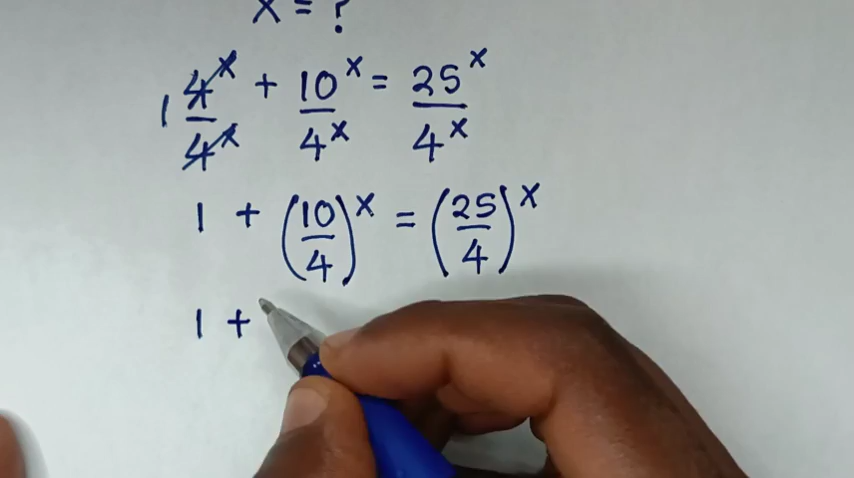 x = ?
1 4^x/4^x + 10^x/4^x = 25^x/4^x
1 + (10/4)^x = (25/4)^x
1 +